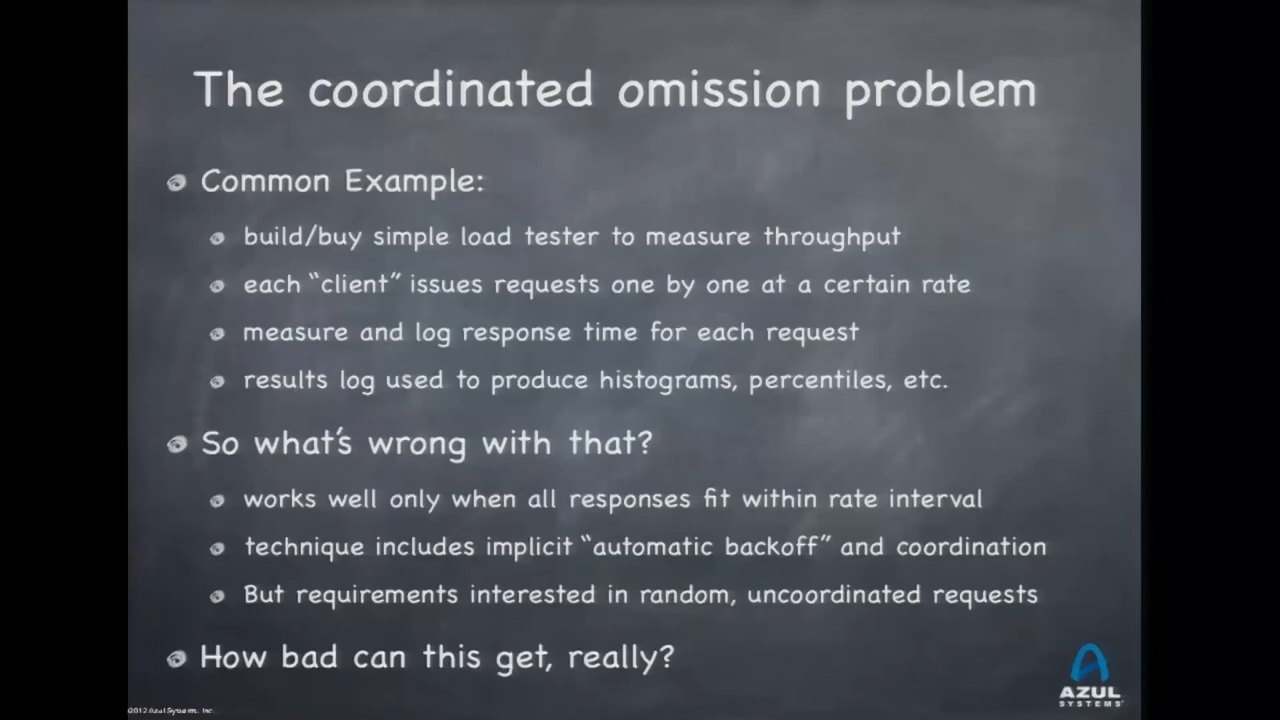 The coordinated omission problem
Common Example:
build/buy simple load tester to measure throughput
each “client” issues requests one by one at a certain rate
measure and log response time for each request
results log used to produce histograms, percentiles, etc.
So what's wrong with that?
works well only when all responses fit within rate interval
technique includes implicit “automatic backoff” and coordination
But requirements interested in random, uncoordinated requests
How bad can this get, really?
AZUL
SYSTEMS
©2012 Azul Systems, Inc.